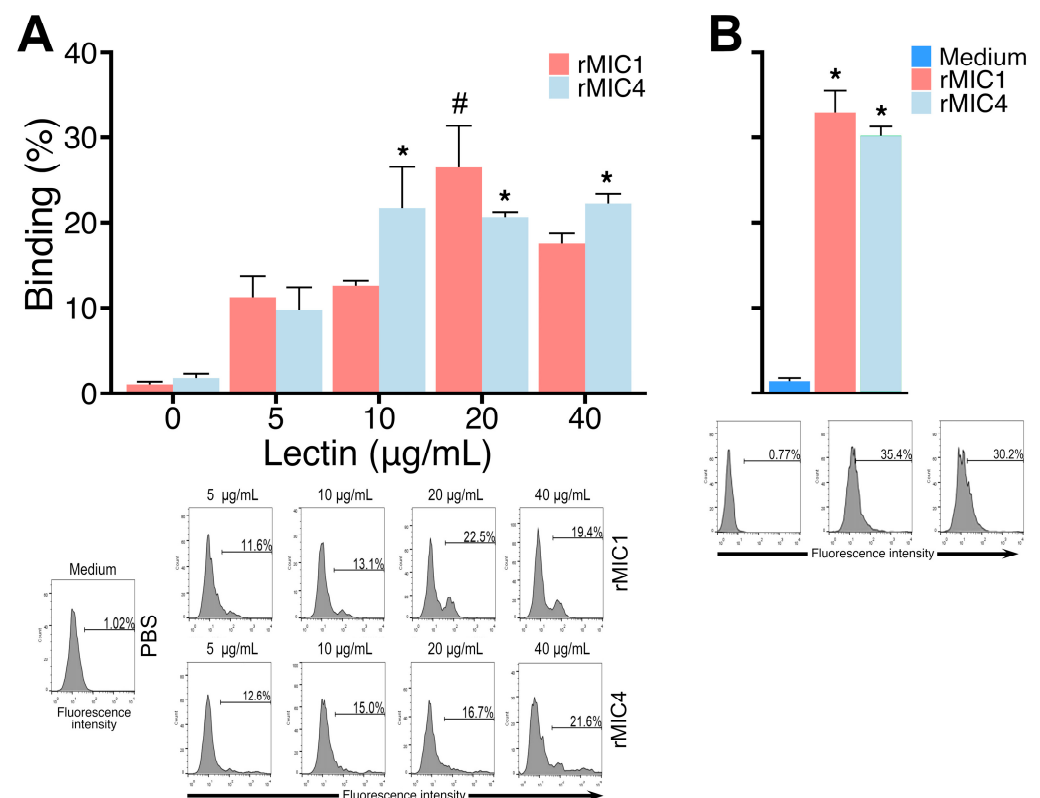 A
B
40
30
20
10
0
Binding (%)
rMIC1
rMIC4
#
*
*
*
0 5 10 20 40
Lectin (μg/mL)
Medium
rMIC1
rMIC4
*
*
0.77%
35.4%
30.2%
Fluorescence intensity
5 μg/mL 10 μg/mL 20 μg/mL 40 μg/mL
11.6%
13.1%
22.5%
19.4%
rMIC1
Medium
1.02%
PBS
Fluorescence
intensity
5 μg/mL 10 μg/mL 20 μg/mL 40 μg/mL
12.6%
15.0%
16.7%
21.6%
rMIC4
Fluorescence intensity